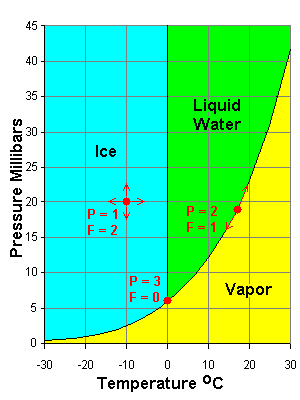 45
40
35
30
25
20
15
10
5
0
Pressure Millibars
Ice
Liquid
Water
P = 1
F = 2
P = 2
F = 1
P = 3
F = 0
Vapor
-30 -20 -10 0 10 20 30
Temperature ºC